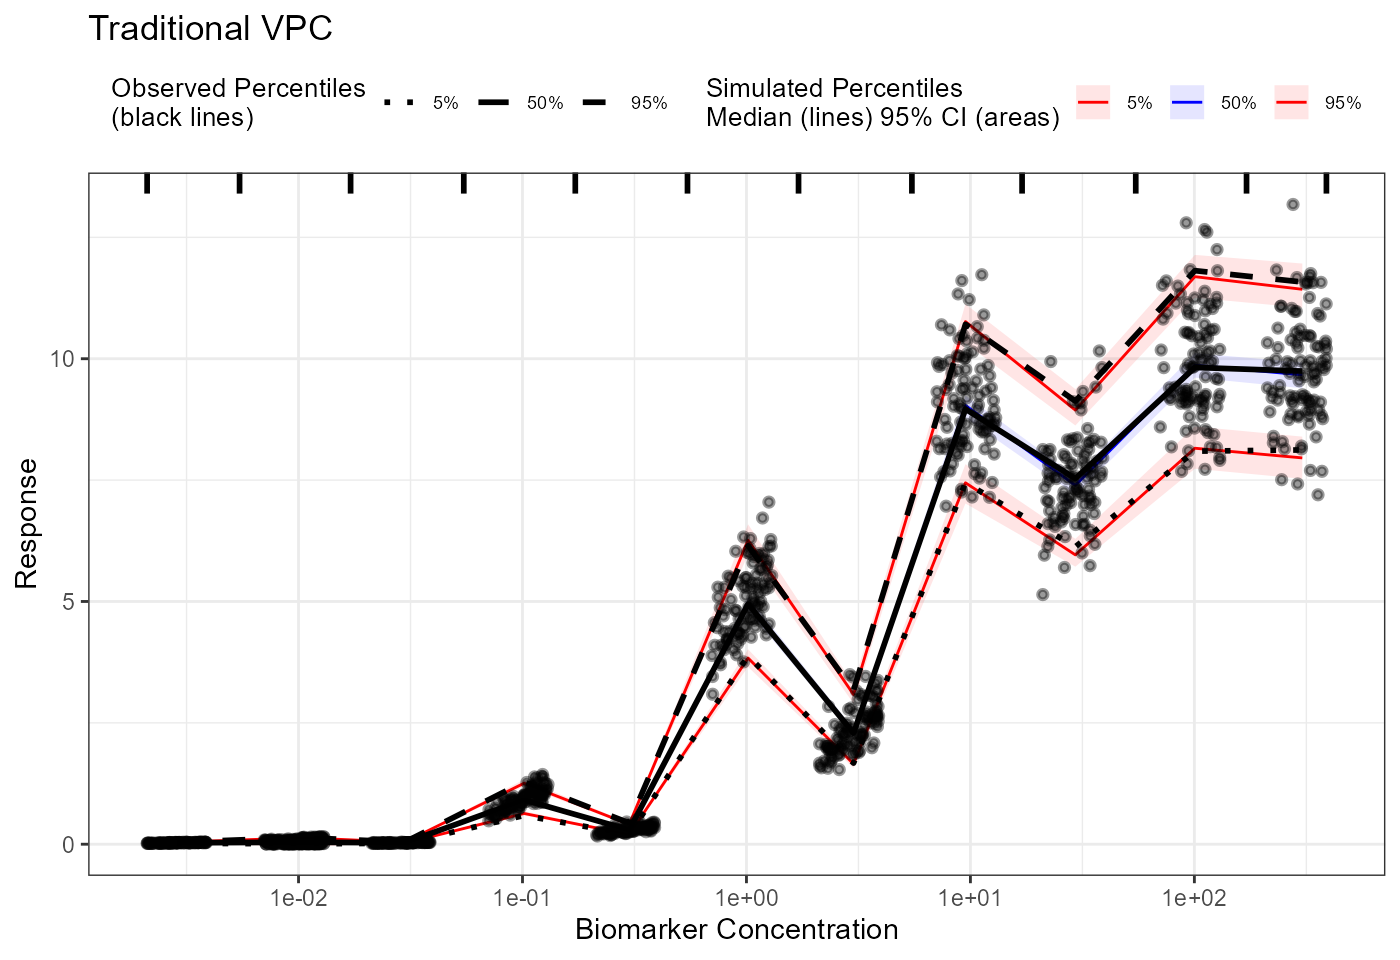 Traditional VPC
Observed Percentiles
(black lines)
5% 50% 95%
Simulated Percentiles
Median (lines) 95% CI (areas)
5% 50% 95%
Response
10
5
0
1e-02 1e-01 1e+00 1e+01 1e+02
Biomarker Concentration